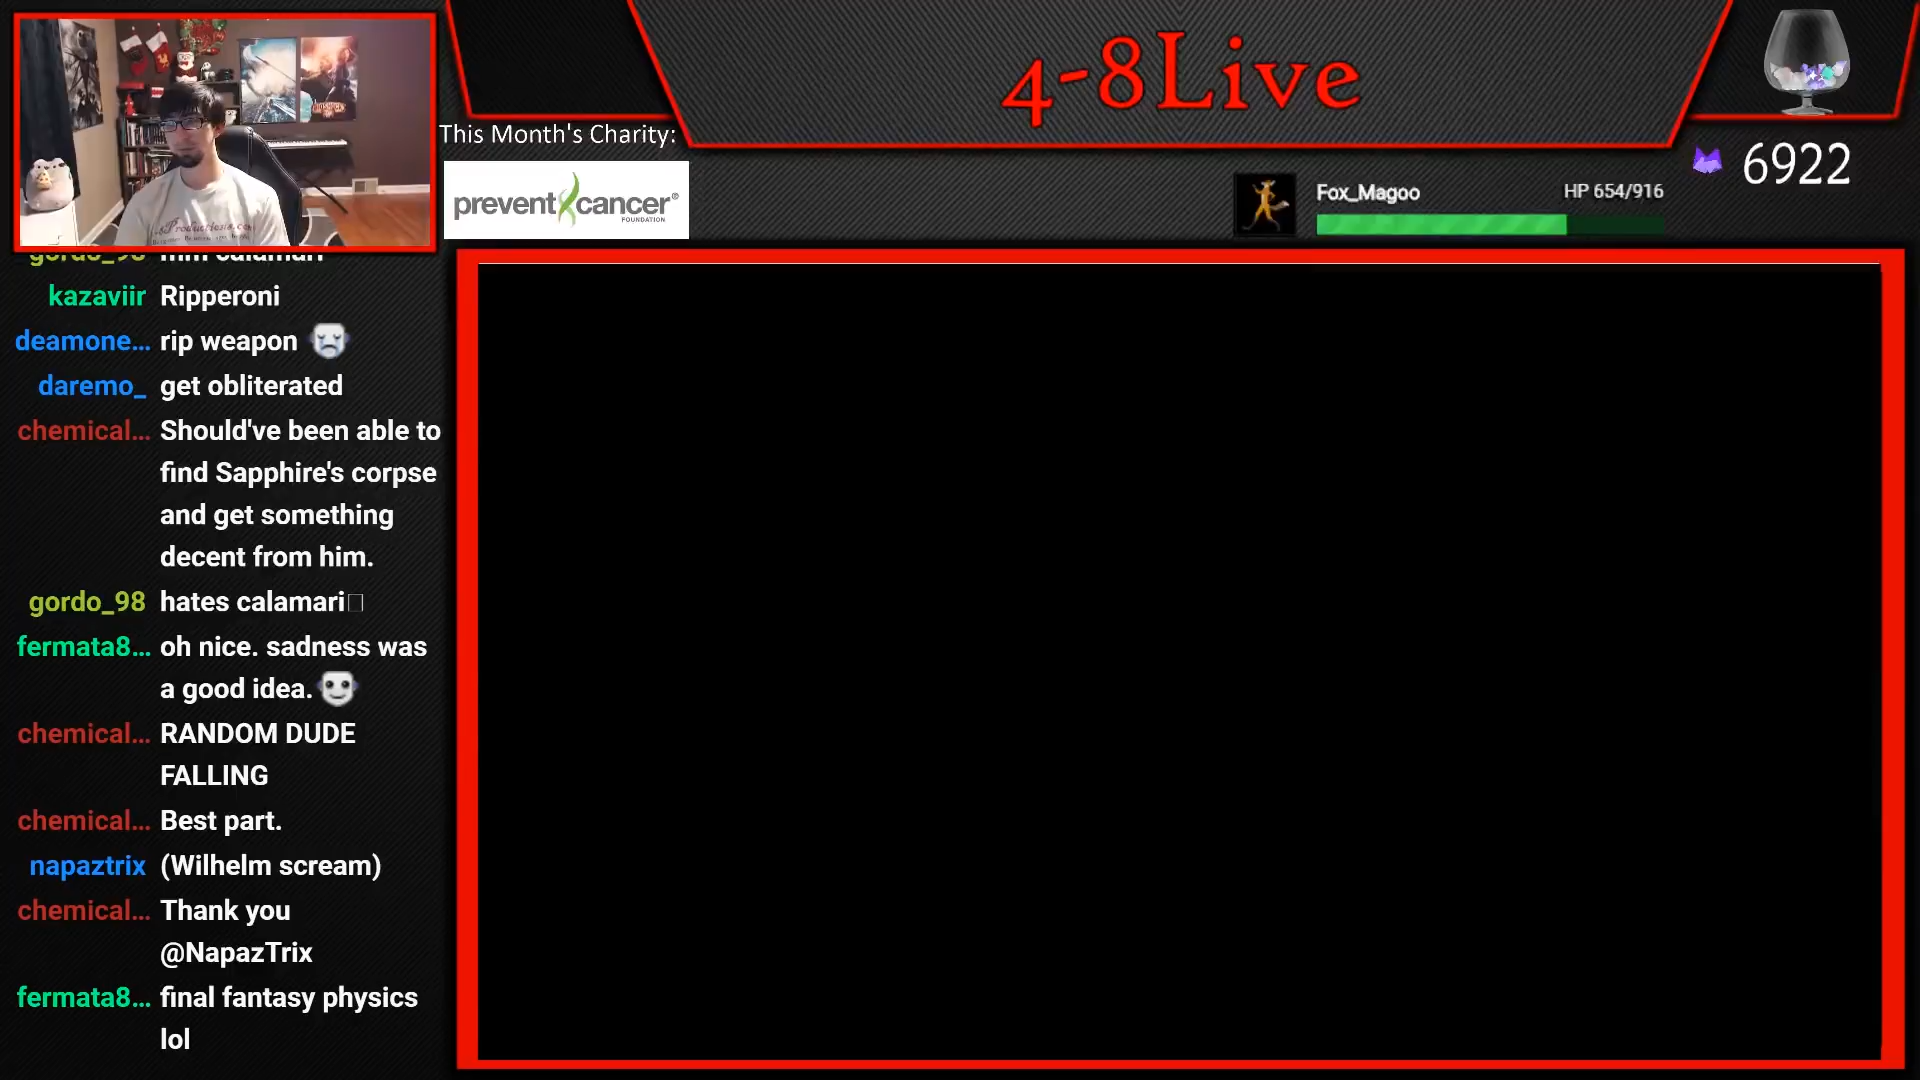 4-8Live
This Month's Charity:
prevent cancer®
FOUNDATION
Fox_Magoo
HP 654/916
6922
gordo_98 mm calamari
kazaviir Ripperoni
deamone... rip weapon
daremo_ get obliterated
chemical... Should've been able to
find Sapphire's corpse
and get something
decent from him.
gordo_98 hates calamari
fermata8... oh nice. sadness was
a good idea.
chemical... RANDOM DUDE
FALLING
chemical... Best part.
napaztrix (Wilhelm scream)
chemical... Thank you
@NapazTrix
fermata8... final fantasy physics
lol